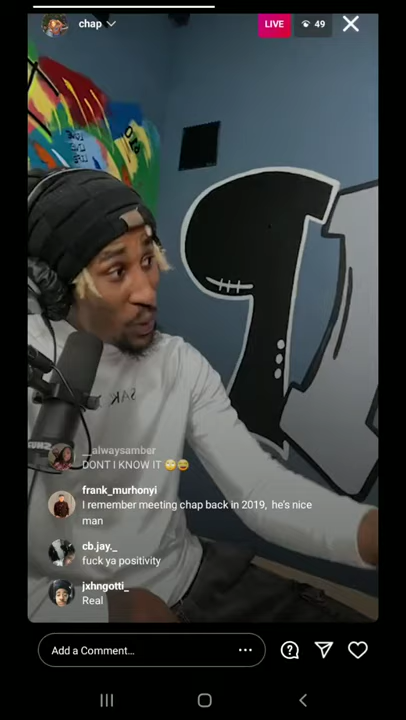 chap
LIVE
49
__alwaysamber
DONT I KNOW IT 🙄😅
frank_murhonyi
I remember meeting chap back in 2019, he's nice
man
cb.jay._
fuck ya positivity
jxhngotti_
Real
Add a Comment...